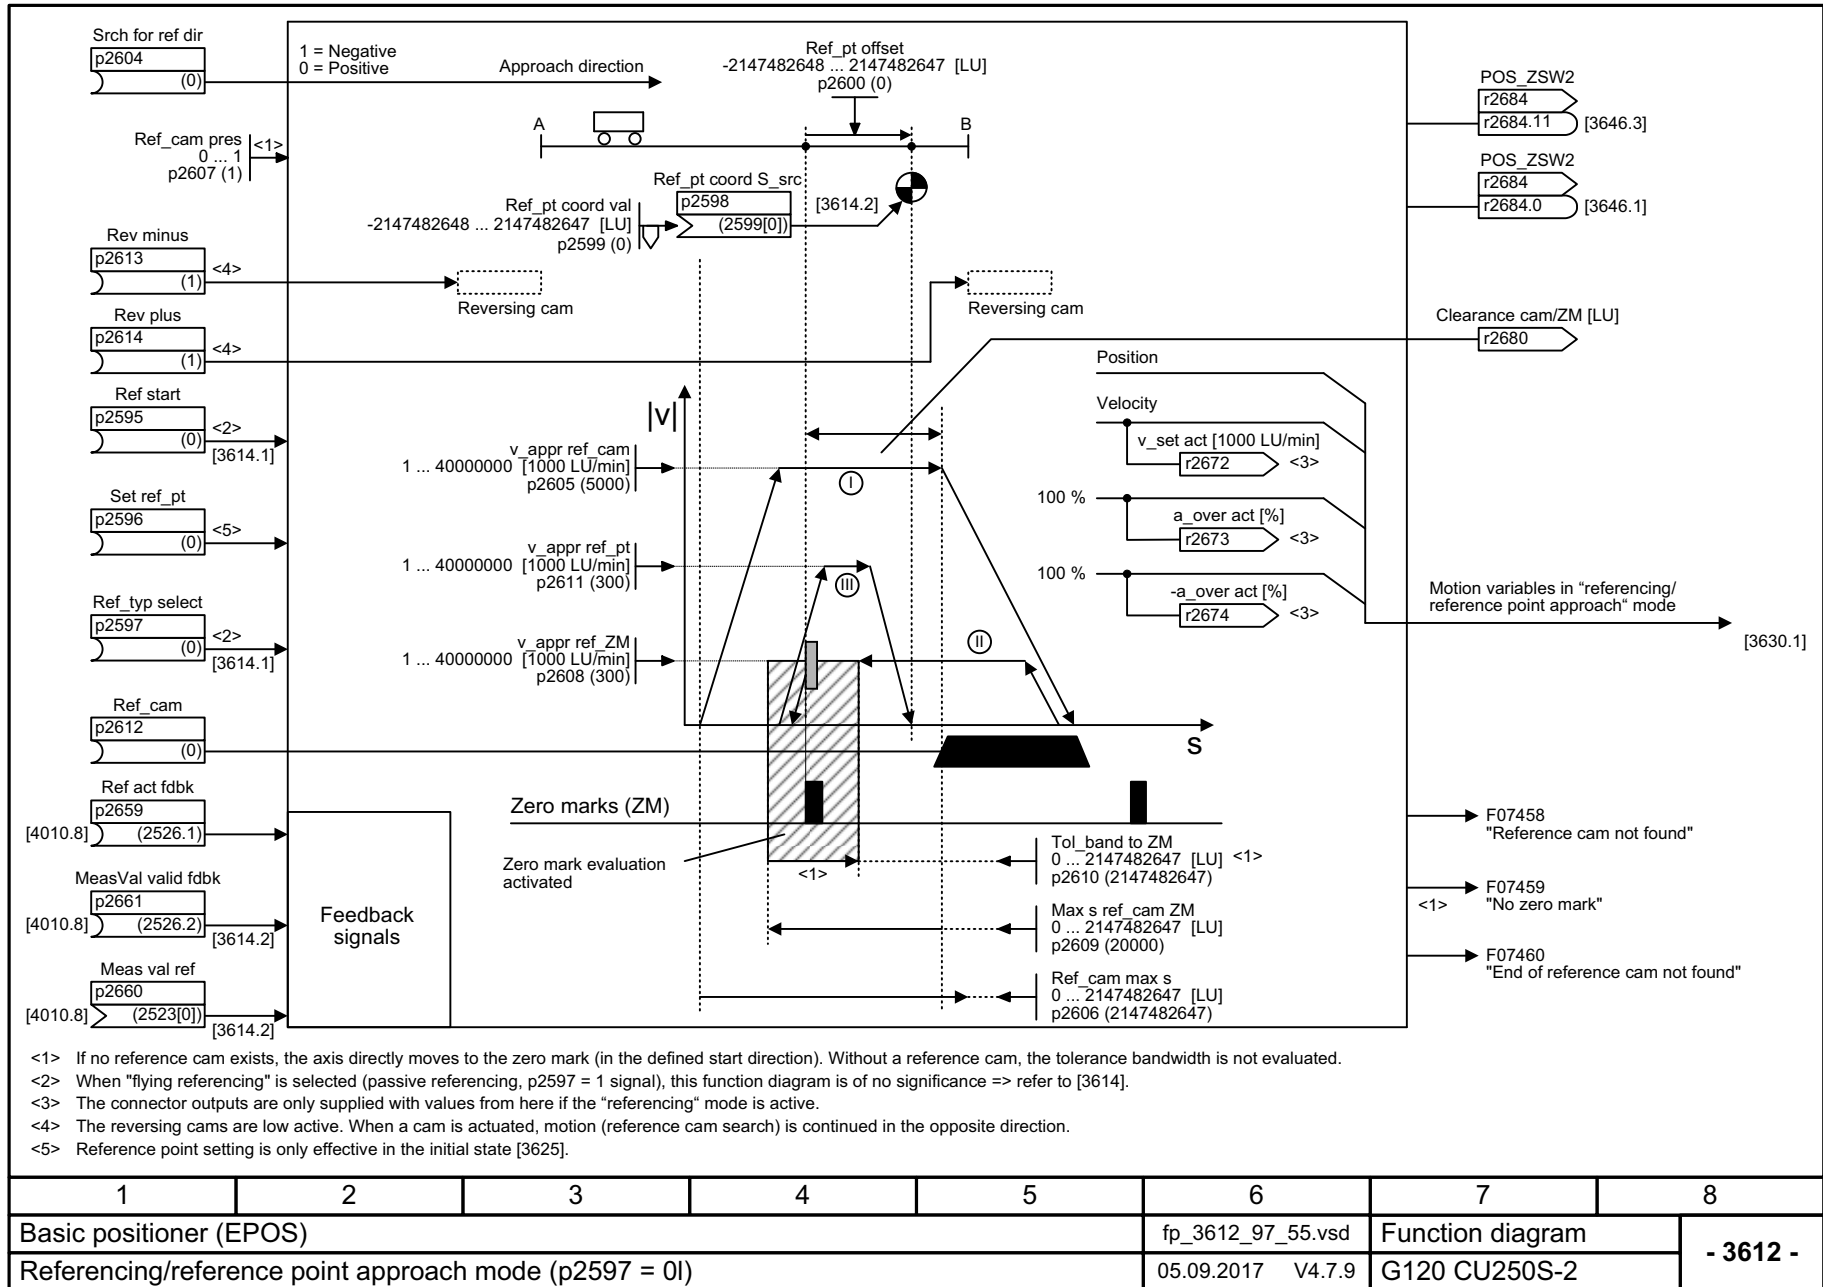 Srch for ref dir
p2604
(0)
1 = Negative
0 = Positive
Approach direction
Ref_pt offset
-2147482648 ... 2147482647 [LU]
p2600 (0)
POS_ZSW2
r2684
r2684.11
[3646.3]
A
B
Ref_cam pres
0 ... 1
p2607 (1)
<1>
POS_ZSW2
r2684
r2684.0
[3646.1]
Ref_pt coord S_src
p2598
(2599[0])
[3614.2]
Ref_pt coord val
-2147482648 ... 2147482647 [LU]
p2599 (0)
Rev minus
p2613
(1)
<4>
Reversing cam
Reversing cam
Rev plus
p2614
(1)
<4>
Clearance cam/ZM [LU]
r2680
Position
Ref start
p2595
(0)
<2>
[3614.1]
|v|
Velocity
v_set act [1000 LU/min]
r2672
<3>
v_appr ref_cam
1 ... 40000000 [1000 LU/min]
p2605 (5000)
I
Set ref_pt
p2596
(0)
<5>
100 %
a_over act [%]
r2673
<3>
v_appr ref_pt
1 ... 40000000 [1000 LU/min]
p2611 (300)
III
100 %
-a_over act [%]
r2674
<3>
Motion variables in “referencing/
reference point approach“ mode
[3630.1]
Ref_typ select
p2597
(0)
<2>
[3614.1]
v_appr ref_ZM
1 ... 40000000 [1000 LU/min]
p2608 (300)
II
Ref_cam
p2612
(0)
s
Ref act fdbk
p2659
[4010.8]
(2526.1)
Zero marks (ZM)
F07458
"Reference cam not found"
Zero mark evaluation
activated
<1>
Tol_band to ZM
0 ... 2147482647 [LU]
<1>
p2610 (2147482647)
MeasVal valid fdbk
p2661
[4010.8]
(2526.2)
[3614.2]
Feedback
signals
Max s ref_cam ZM
0 ... 2147482647 [LU]
p2609 (20000)
<1>
F07459
"No zero mark"
F07460
"End of reference cam not found"
Meas val ref
p2660
[4010.8]
(2523[0])
[3614.2]
Ref_cam max s
0 ... 2147482647 [LU]
p2606 (2147482647)
<1> If no reference cam exists, the axis directly moves to the zero mark (in the defined start direction). Without a reference cam, the tolerance bandwidth is not evaluated.
<2> When "flying referencing" is selected (passive referencing, p2597 = 1 signal), this function diagram is of no significance => refer to [3614].
<3> The connector outputs are only supplied with values from here if the “referencing“ mode is active.
<4> The reversing cams are low active. When a cam is actuated, motion (reference cam search) is continued in the opposite direction.
<5> Reference point setting is only effective in the initial state [3625].
1 2 3 4 5 6 7 8
Basic positioner (EPOS)
fp_3612_97_55.vsd
Function diagram
- 3612 -
Referencing/reference point approach mode (p2597 = 0l)
05.09.2017 V4.7.9
G120 CU250S-2